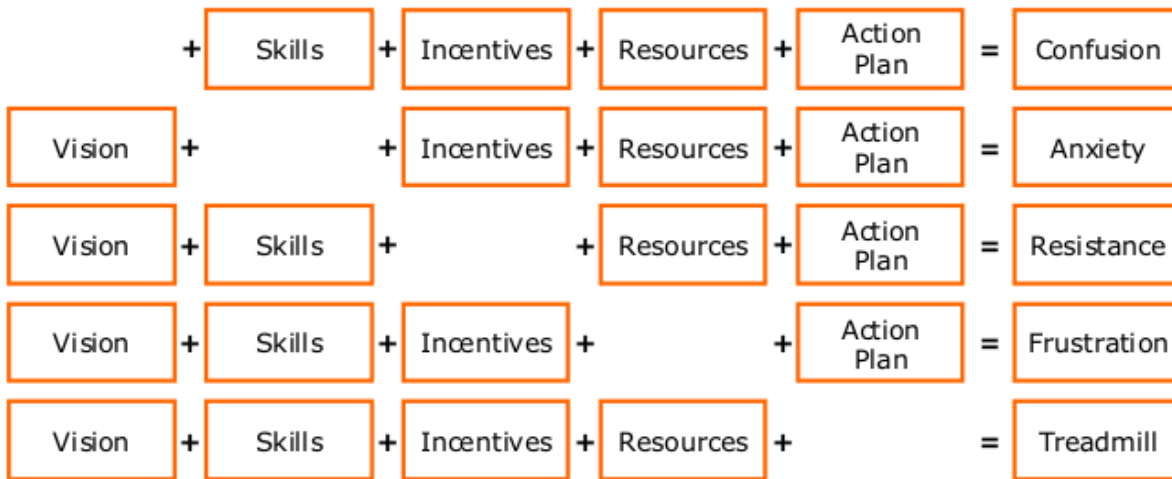 + Skills + Incentives + Resources + Action Plan = Confusion
Vision + + Incentives + Resources + Action Plan = Anxiety
Vision + Skills + + Resources + Action Plan = Resistance
Vision + Skills + Incentives + + Action Plan = Frustration
Vision + Skills + Incentives + Resources + = Treadmill